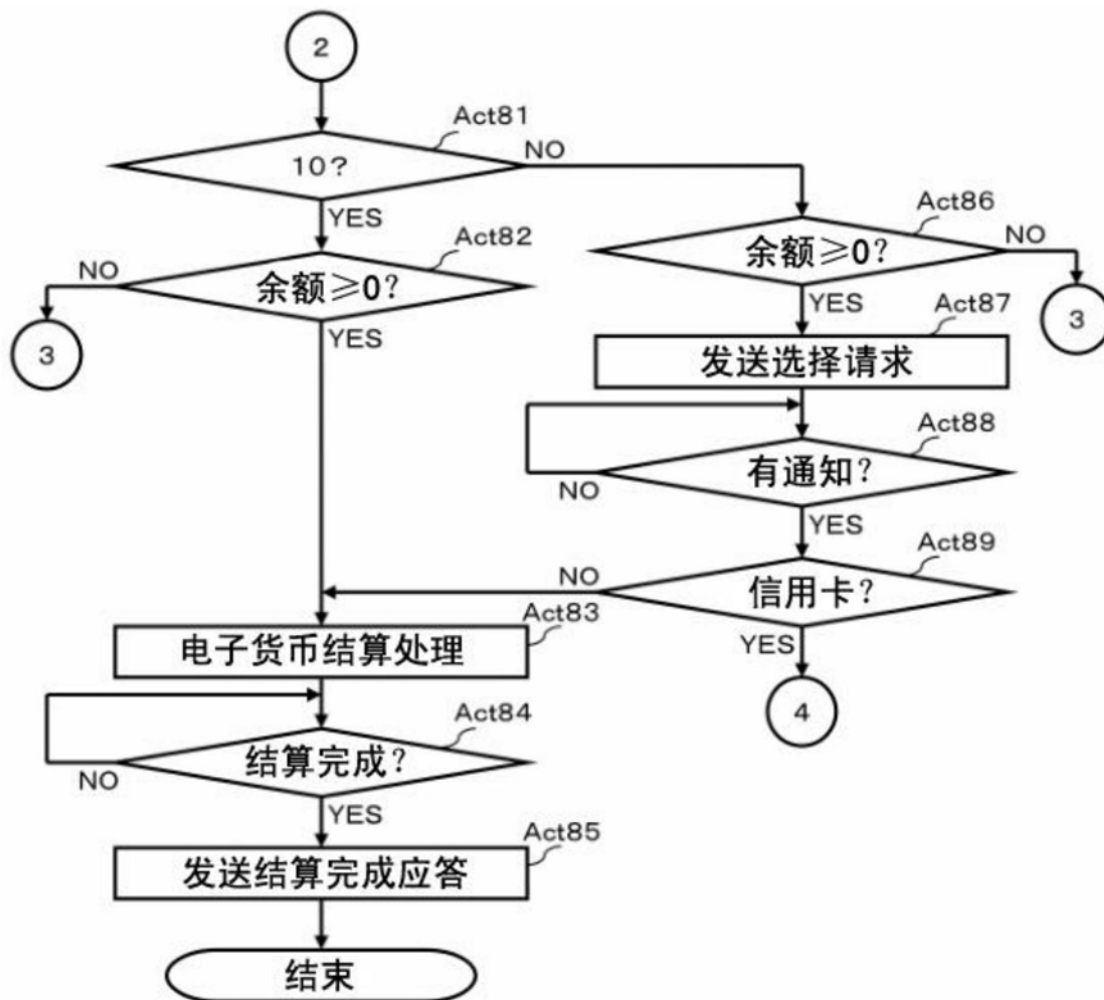 2
Act81
10?
NO
YES
Act82
余额≥0?
NO
3
YES
Act86
余额≥0?
NO
3
YES
Act87
发送选择请求
Act88
有通知?
NO
YES
Act89
信用卡?
NO
YES
4
Act83
电子货币结算处理
Act84
结算完成?
NO
YES
Act85
发送结算完成应答
结束